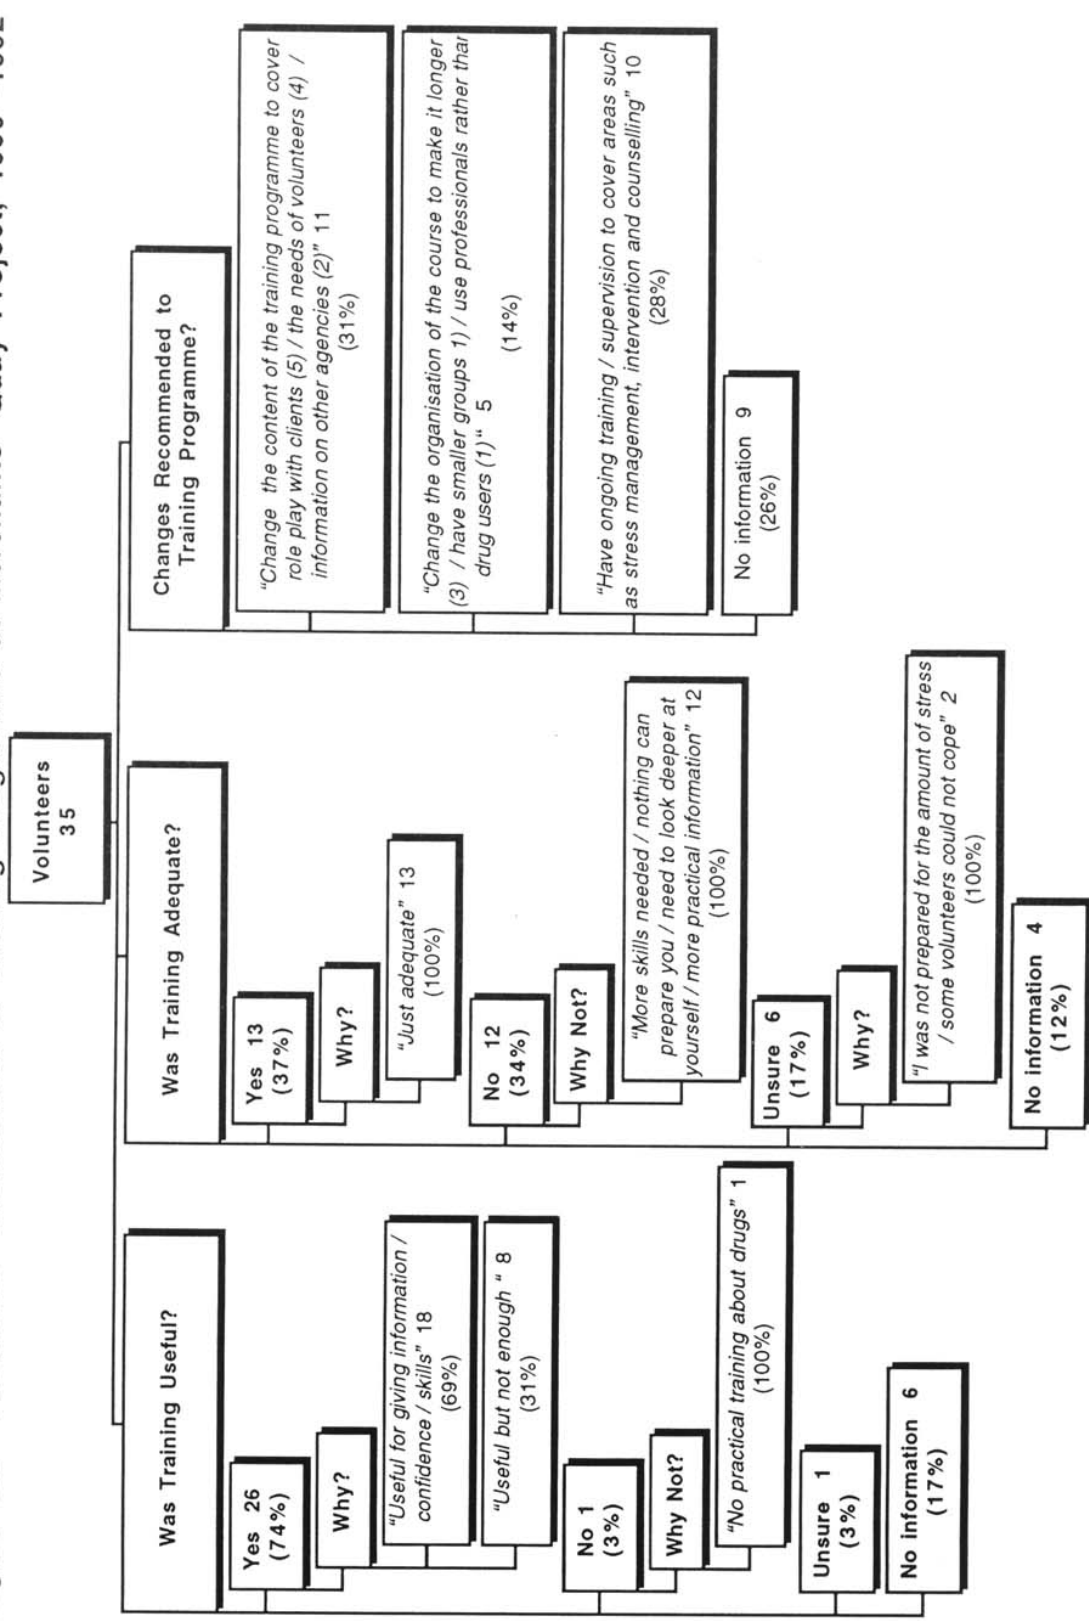 Volunteers
35
Was Training Useful?
Yes 26
(74%)
Why?
“Useful for giving information /
confidence / skills” 18
(69%)
“Useful but not enough “ 8
(31%)
No 1
(3%)
Why Not?
“No practical training about drugs” 1
(100%)
Unsure 1
(3%)
No information 6
(17%)
Was Training Adequate?
Yes 13
(37%)
Why?
“Just adequate” 13
(100%)
No 12
(34%)
Why Not?
“More skills needed / nothing can
prepare you / need to look deeper at
yourself / more practical information” 12
(100%)
Unsure 6
(17%)
Why?
“I was not prepared for the amount of stress
/ some volunteers could not cope” 2
(100%)
No information 4
(12%)
Changes Recommended to
Training Programme?
“Change the content of the training programme to cover
role play with clients (5) / the needs of volunteers (4) /
information on other agencies (2)” 11
(31%)
“Change the organisation of the course to make it longer
(3) / have smaller groups 1) / use professionals rather than
drug users (1)“ 5
(14%)
“Have ongoing training / supervision to cover areas such
as stress management, intervention and counselling” 10
(28%)
No information 9
(26%)